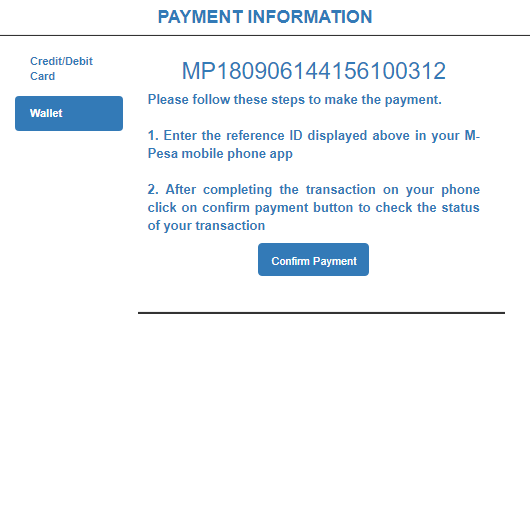 PAYMENT INFORMATION
Credit/Debit
Card
Wallet
MP180906144156100312
Please follow these steps to make the payment.
1. Enter the reference ID displayed above in your M-
Pesa mobile phone app
2. After completing the transaction on your phone
click on confirm payment button to check the status
of your transaction
Confirm Payment